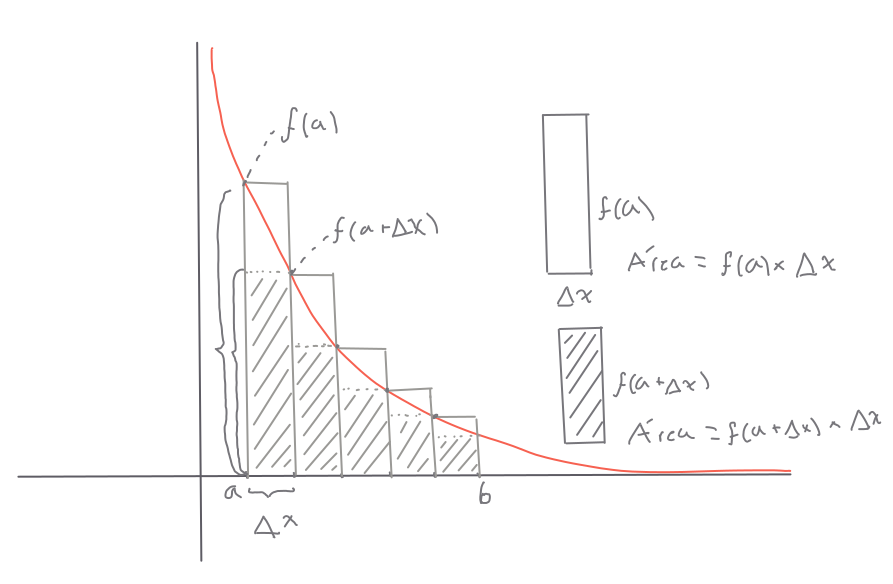 f(a)
f(a+Δx)
f(a)
Área = f(a)× Δx
Δx
f(a+Δx)
Área = f(a+Δx) × Δx
a
b
Δx